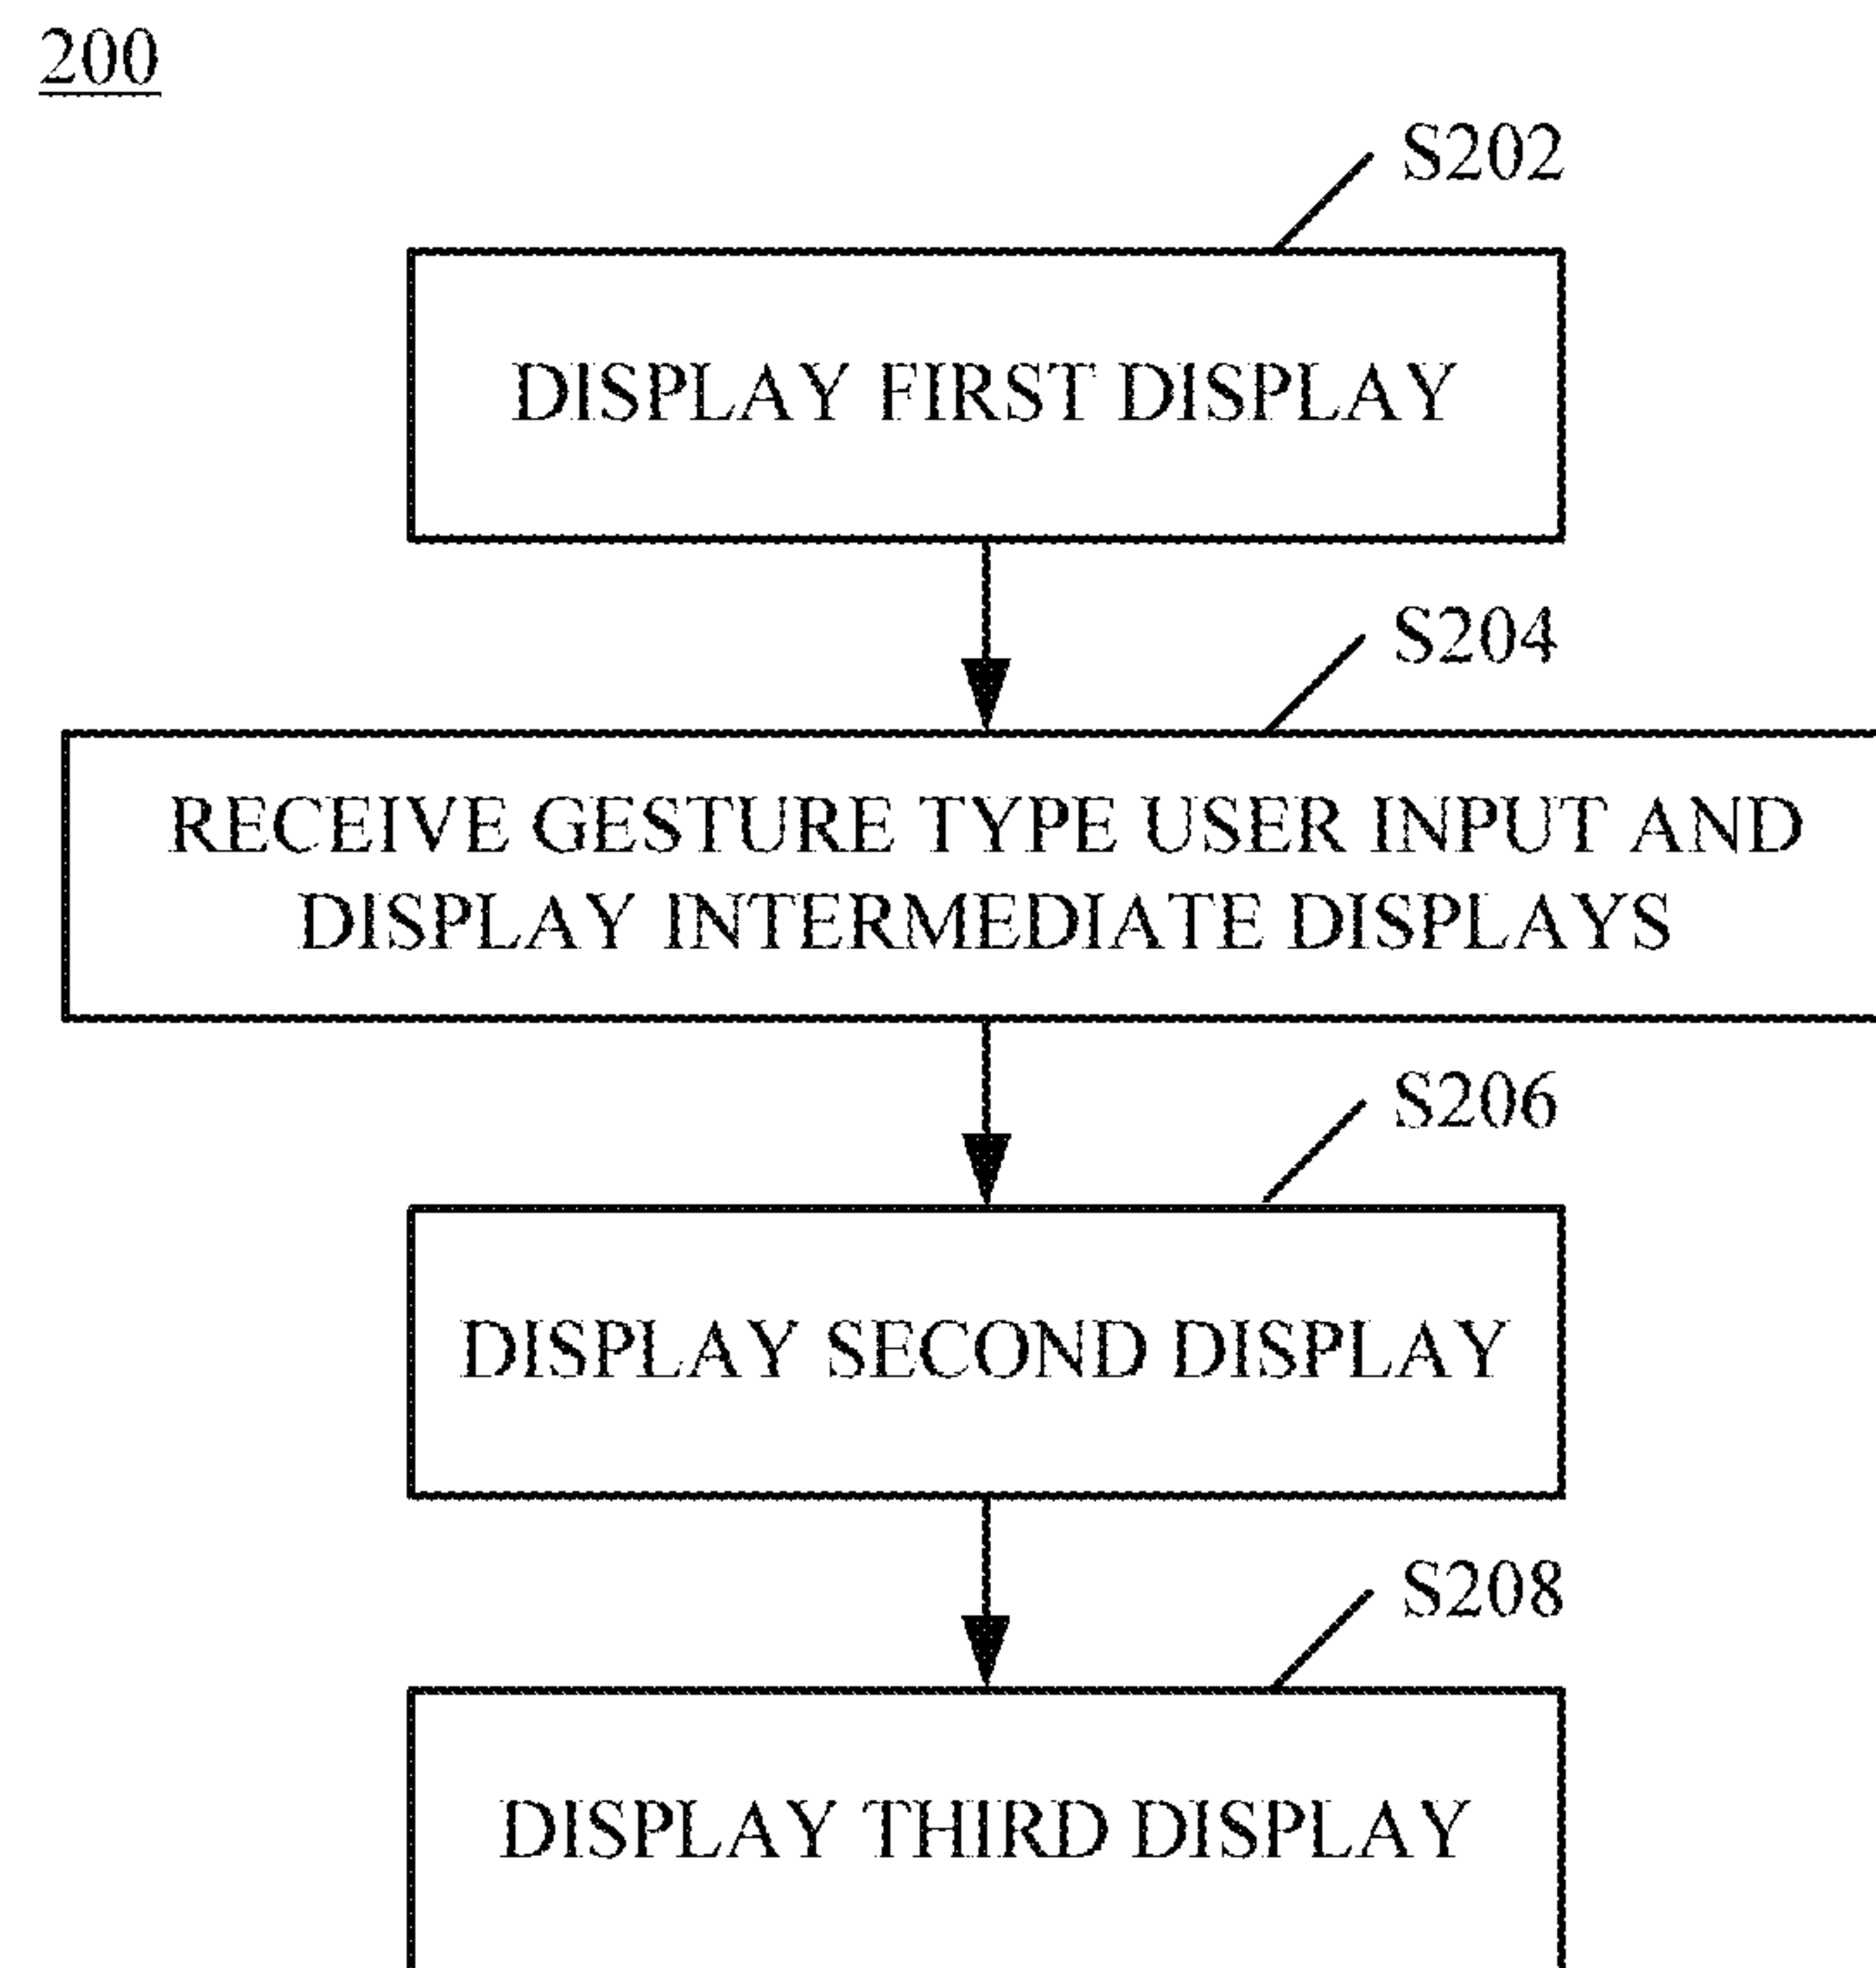 200
S202
DISPLAY FIRST DISPLAY
S204
RECEIVE GESTURE TYPE USER INPUT AND
DISPLAY INTERMEDIATE DISPLAYS
S206
DISPLAY SECOND DISPLAY
S208
DISPLAY THIRD DISPLAY